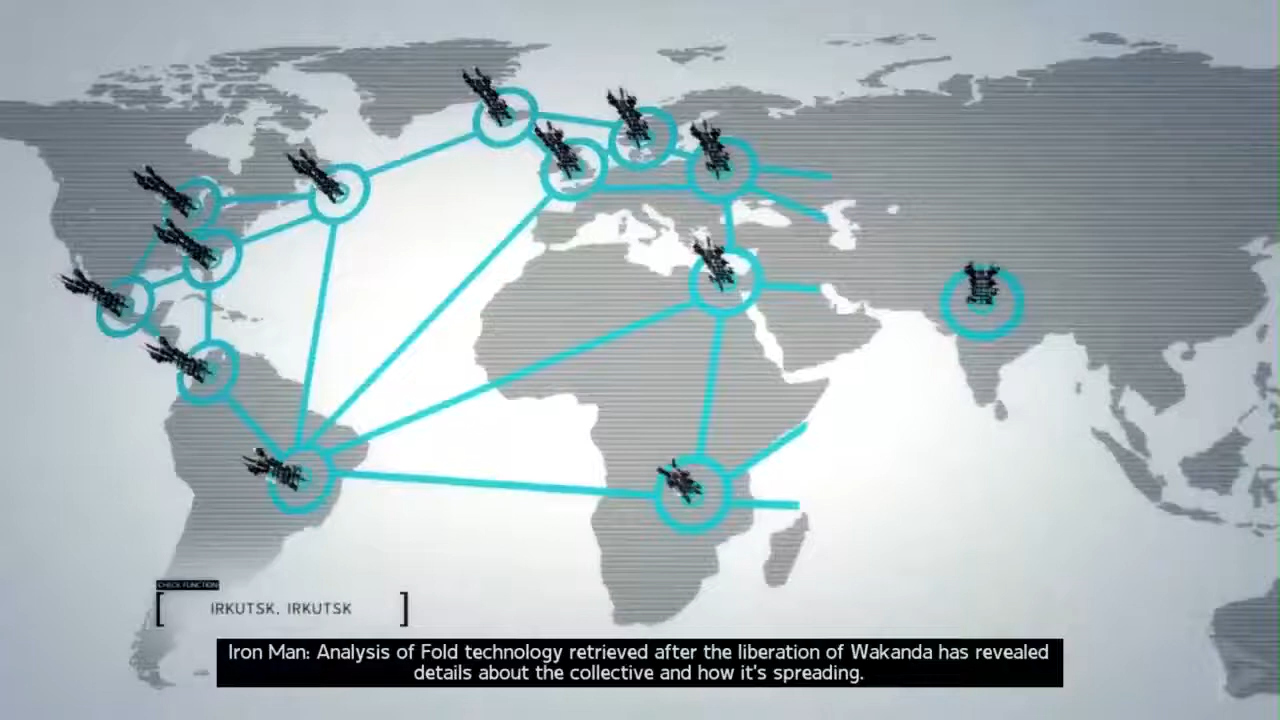 CHECK FUNCTION
IRKUTSK, IRKUTSK
Iron Man: Analysis of Fold technology retrieved after the liberation of Wakanda has revealed
details about the collective and how it's spreading.